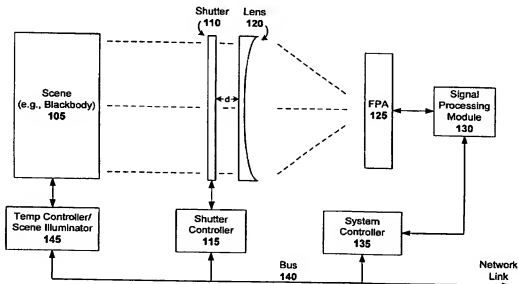 Shutter
110
Lens
120
Scene
(e.g., Blackbody)
105
d
FPA
125
Signal
Processing
Module
130
Temp Controller/
Scene Illuminator
145
Shutter
Controller
115
System
Controller
135
Bus
140
Network
Link